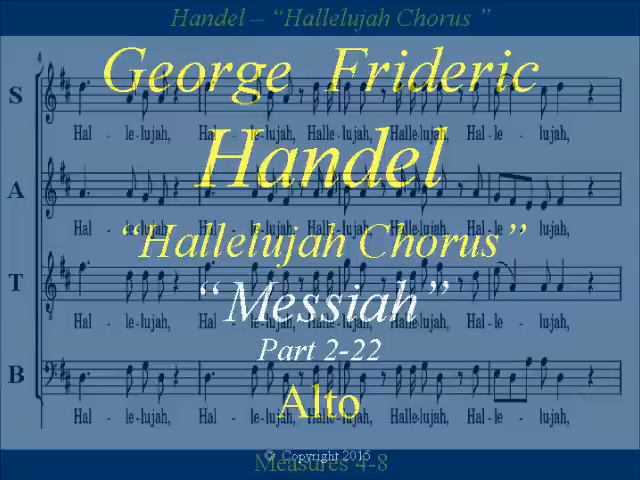 Handel – “Hallelujah Chorus ”
George Frideric
Handel
“Hallelujah Chorus”
“Messiah”
Part 2-22
Alto
© Copyright 2015
Measures 4-8
4
S
Hal - le-lujah, Hal - le-lujah, Halle-lujah, Halle-lujah, Hal-le - lujah,
A
Hal - le-lujah, Hal - le-lujah, Halle-lujah, Halle-lujah, Hal-le - lujah,
T
Hal - le-lujah, Hal - le-lujah, Halle-lujah, Halle-lujah, Hal-le - lujah,
B
Hal - le-lujah, Hal - le-lujah, Halle-lujah, Halle-lujah, Hal-le - lujah,